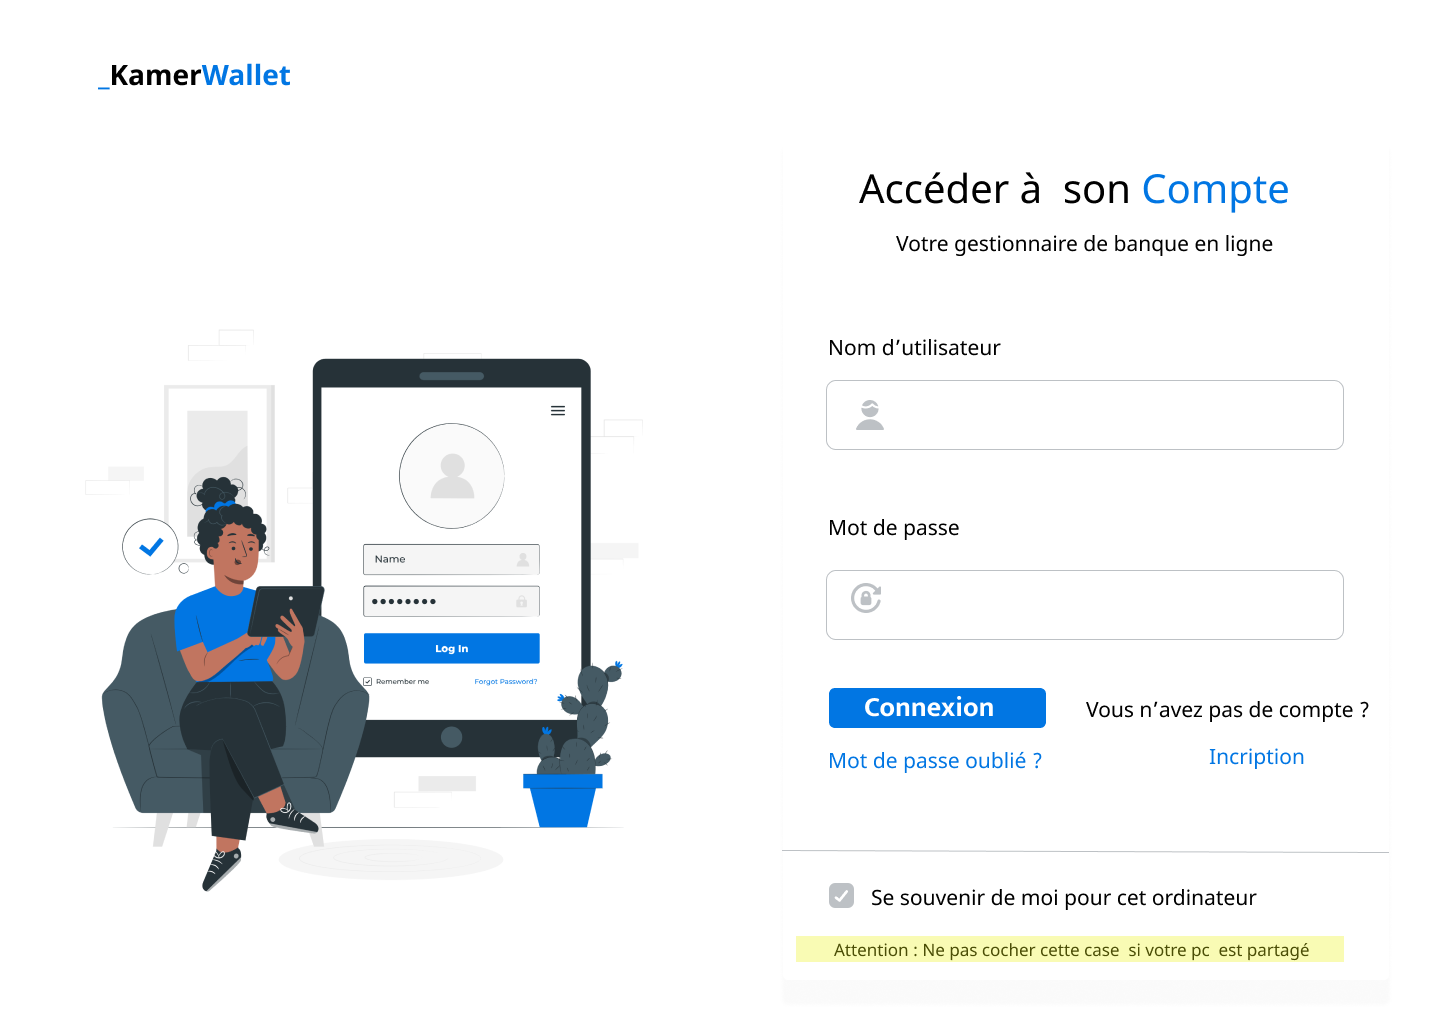 _KamerWallet
Accéder à  son Compte
Votre gestionnaire de banque en ligne
Nom d’utilisateur
Mot de passe
Connexion
Vous n’avez pas de compte ?
Mot de passe oublié ?
Incription
Se souvenir de moi pour cet ordinateur
Attention : Ne pas cocher cette case  si votre pc  est partagé
Name
Log In
Remember me
Forgot Password?